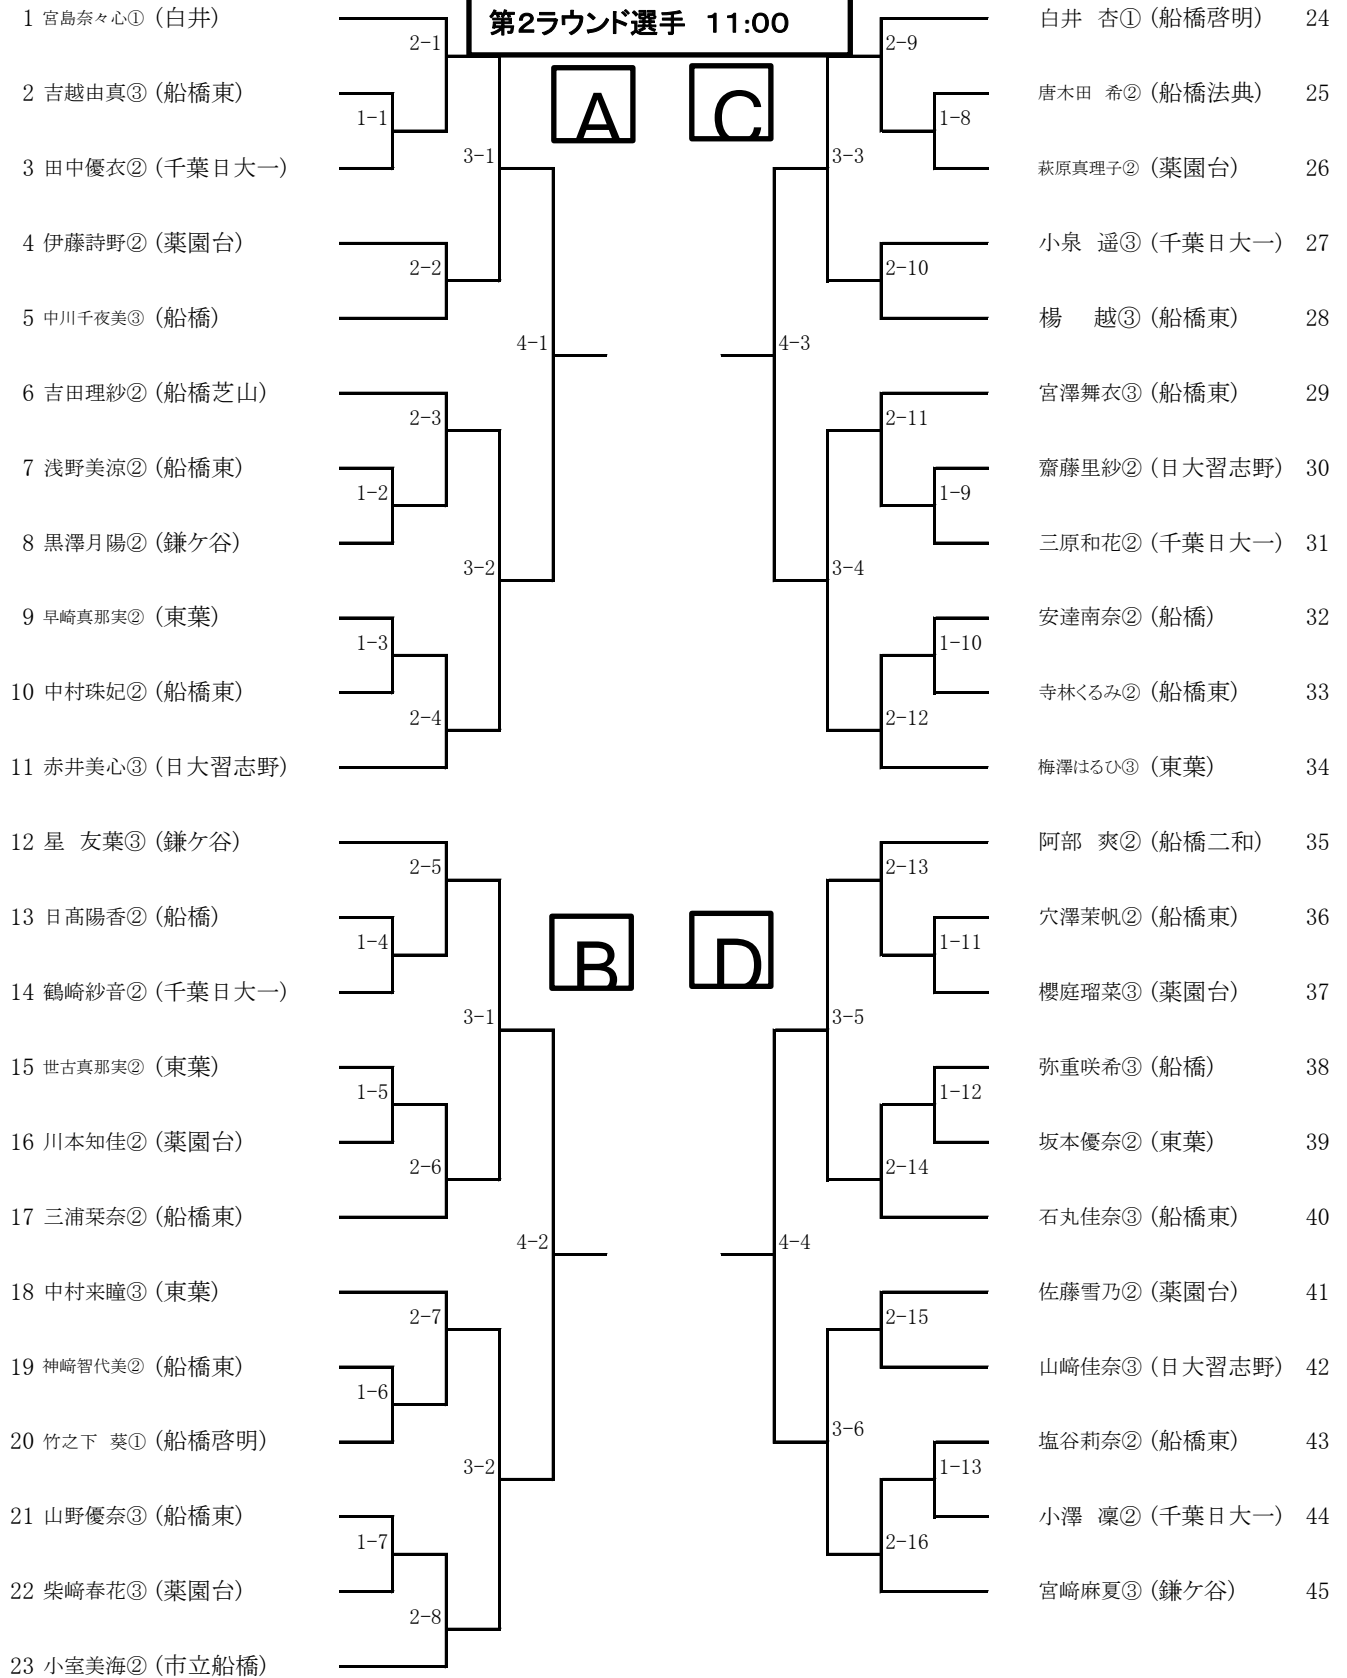 第2ラウンド選手 11:00
1 宮島奈々心① (白井)
2-1
2 吉越由真③ (船橋東)
1-1
A
3 田中優衣② (千葉日大一)
3-1
4 伊藤詩野② (薬園台)
2-2
5 中川千夜美③ (船橋)
4-1
6 吉田理紗② (船橋芝山)
2-3
7 浅野美涼② (船橋東)
1-2
8 黒澤月陽② (鎌ケ谷)
3-2
9 早崎真那実② (東葉)
1-3
10 中村珠妃② (船橋東)
2-4
11 赤井美心③ (日大習志野)
12 星 友葉③ (鎌ケ谷)
2-5
13 日髙陽香② (船橋)
1-4
B
14 鶴崎紗音② (千葉日大一)
3-1
15 世古真那実② (東葉)
1-5
16 川本知佳② (薬園台)
2-6
17 三浦栞奈② (船橋東)
4-2
18 中村来瞳③ (東葉)
2-7
19 神﨑智代美② (船橋東)
1-6
20 竹之下 葵① (船橋啓明)
3-2
21 山野優奈③ (船橋東)
1-7
22 柴﨑春花③ (薬園台)
2-8
23 小室美海② (市立船橋)
白井 杏① (船橋啓明) 24
2-9
唐木田 希② (船橋法典) 25
C
1-8
萩原真理子② (薬園台) 26
3-3
小泉 遥③ (千葉日大一) 27
2-10
楊 越③ (船橋東) 28
4-3
宮澤舞衣③ (船橋東) 29
2-11
齋藤里紗② (日大習志野) 30
1-9
三原和花② (千葉日大一) 31
3-4
安達南奈② (船橋) 32
1-10
寺林くるみ② (船橋東) 33
2-12
梅澤はるひ③ (東葉) 34
阿部 爽② (船橋二和) 35
2-13
穴澤茉帆② (船橋東) 36
1-11
D
櫻庭瑠菜③ (薬園台) 37
3-5
弥重咲希③ (船橋) 38
1-12
坂本優奈② (東葉) 39
2-14
石丸佳奈③ (船橋東) 40
4-4
佐藤雪乃② (薬園台) 41
2-15
山﨑佳奈③ (日大習志野) 42
3-6
塩谷莉奈② (船橋東) 43
1-13
小澤 凜② (千葉日大一) 44
2-16
宮﨑麻夏③ (鎌ケ谷) 45